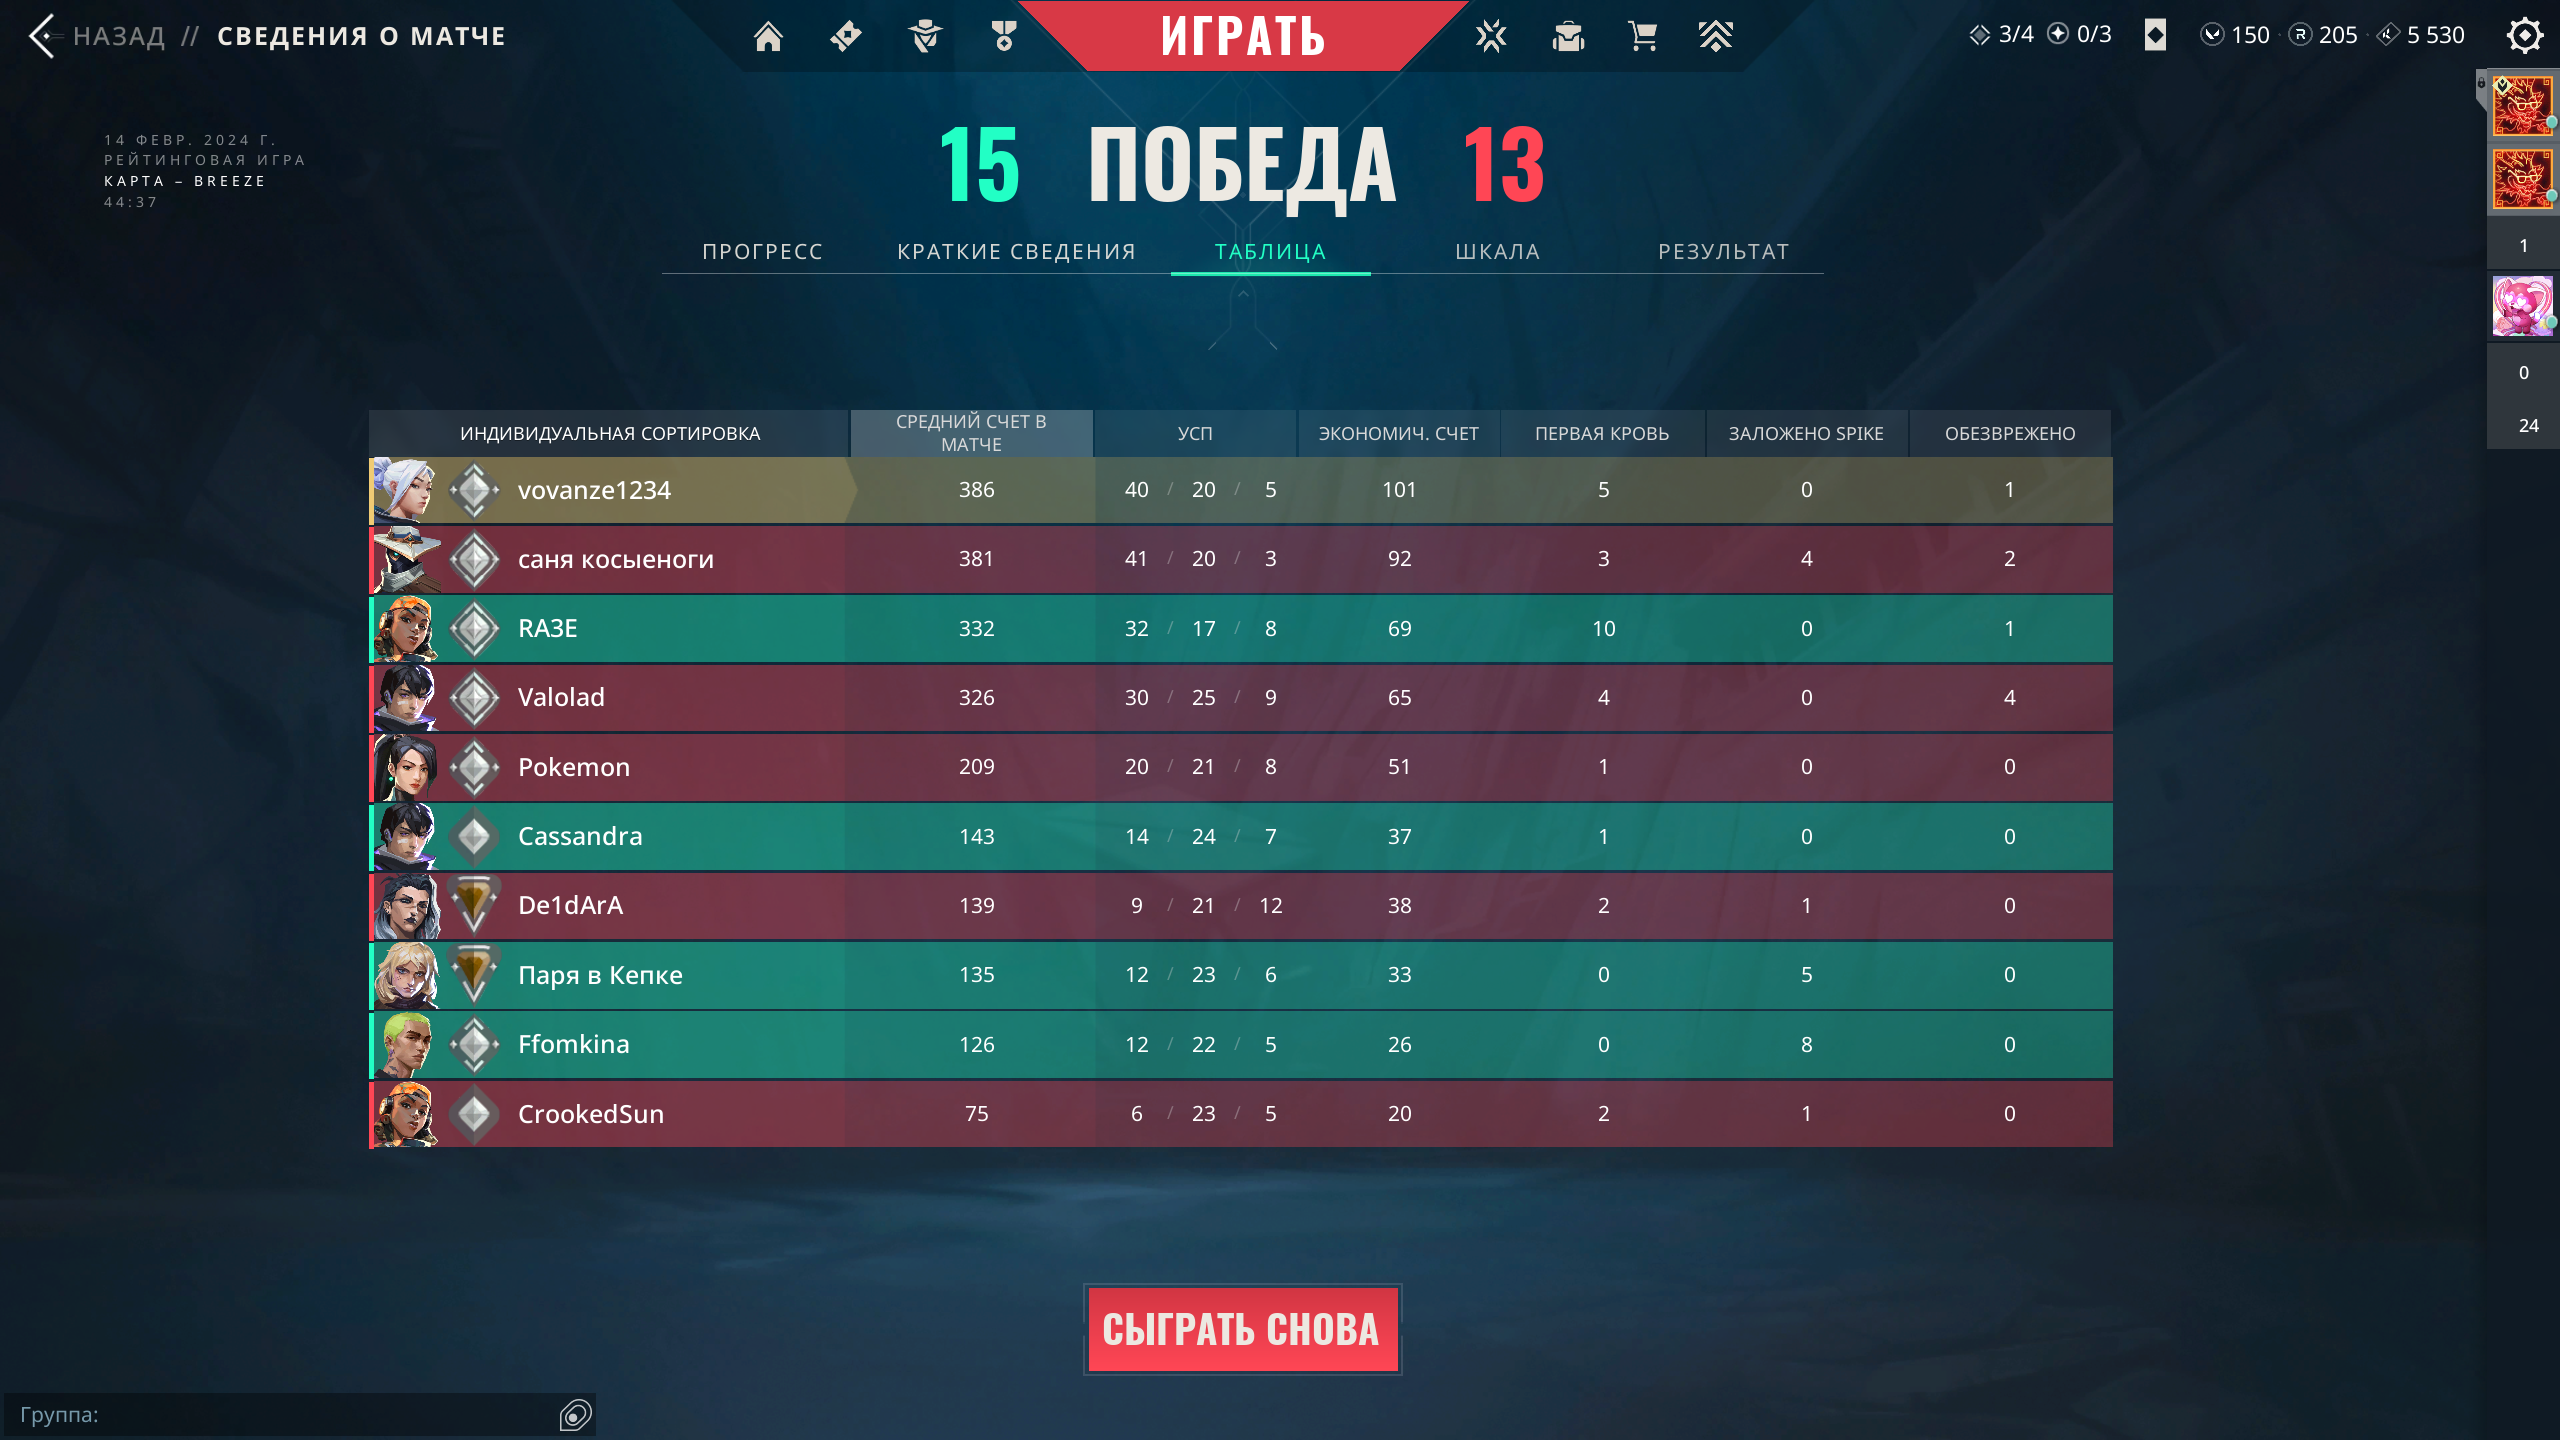 НАЗАД // СВЕДЕНИЯ О МАТЧЕ
ИГРАТЬ
3/4 0/3 150 205 5 530
14 ФЕВР. 2024 Г.
РЕЙТИНГОВАЯ ИГРА
КАРТА – BREEZE
44:37
15 ПОБЕДА 13
ПРОГРЕСС КРАТКИЕ СВЕДЕНИЯ ТАБЛИЦА ШКАЛА РЕЗУЛЬТАТ
1
0
24
ИНДИВИДУАЛЬНАЯ СОРТИРОВКА СРЕДНИЙ СЧЕТ В МАТЧЕ УСП ЭКОНОМИЧ. СЧЕТ ПЕРВАЯ КРОВЬ ЗАЛОЖЕНО SPIKE ОБЕЗВРЕЖЕНО
vovanze1234 386 40 / 20 / 5 101 5 0 1
саня косыеноги 381 41 / 20 / 3 92 3 4 2
RA3E 332 32 / 17 / 8 69 10 0 1
Valolad 326 30 / 25 / 9 65 4 0 4
Pokemon 209 20 / 21 / 8 51 1 0 0
Cassandra 143 14 / 24 / 7 37 1 0 0
De1dArA 139 9 / 21 / 12 38 2 1 0
Паря в Кепке 135 12 / 23 / 6 33 0 5 0
Ffomkina 126 12 / 22 / 5 26 0 8 0
CrookedSun 75 6 / 23 / 5 20 2 1 0
СЫГРАТЬ СНОВА
Группа: